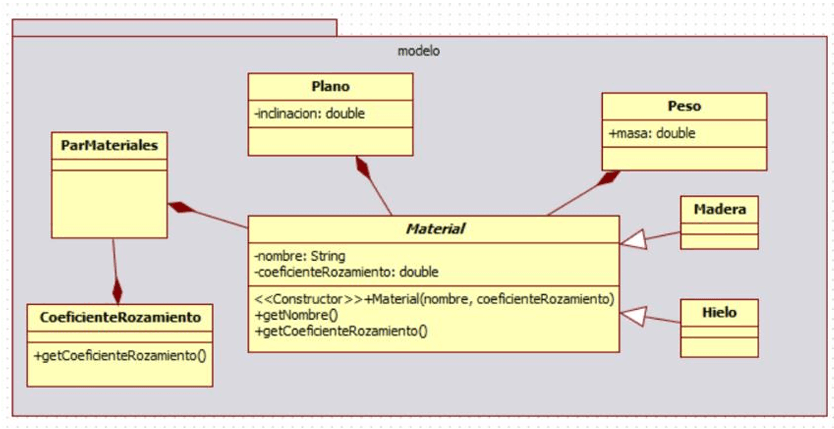 modelo
Plano
-inclinacion: double
Peso
+masa: double
ParMateriales
Madera
Material
-nombre: String
-coeficienteRozamiento: double
<<Constructor>>+Material(nombre, coeficienteRozamiento)
+getNombre()
+getCoeficienteRozamiento()
Hielo
CoeficienteRozamiento
+getCoeficienteRozamiento()